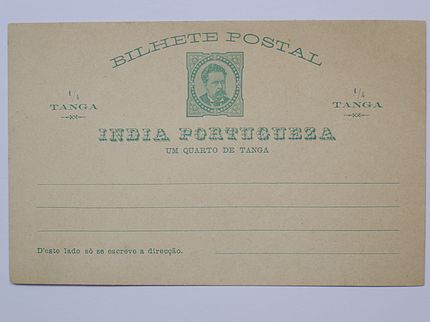 BILHETE POSTAL
1/4 TANGA
1/4 TANGA
INDIA PORTUGUEZA
UM QUARTO DE TANGA
D'este lado só se escreve a direcção.